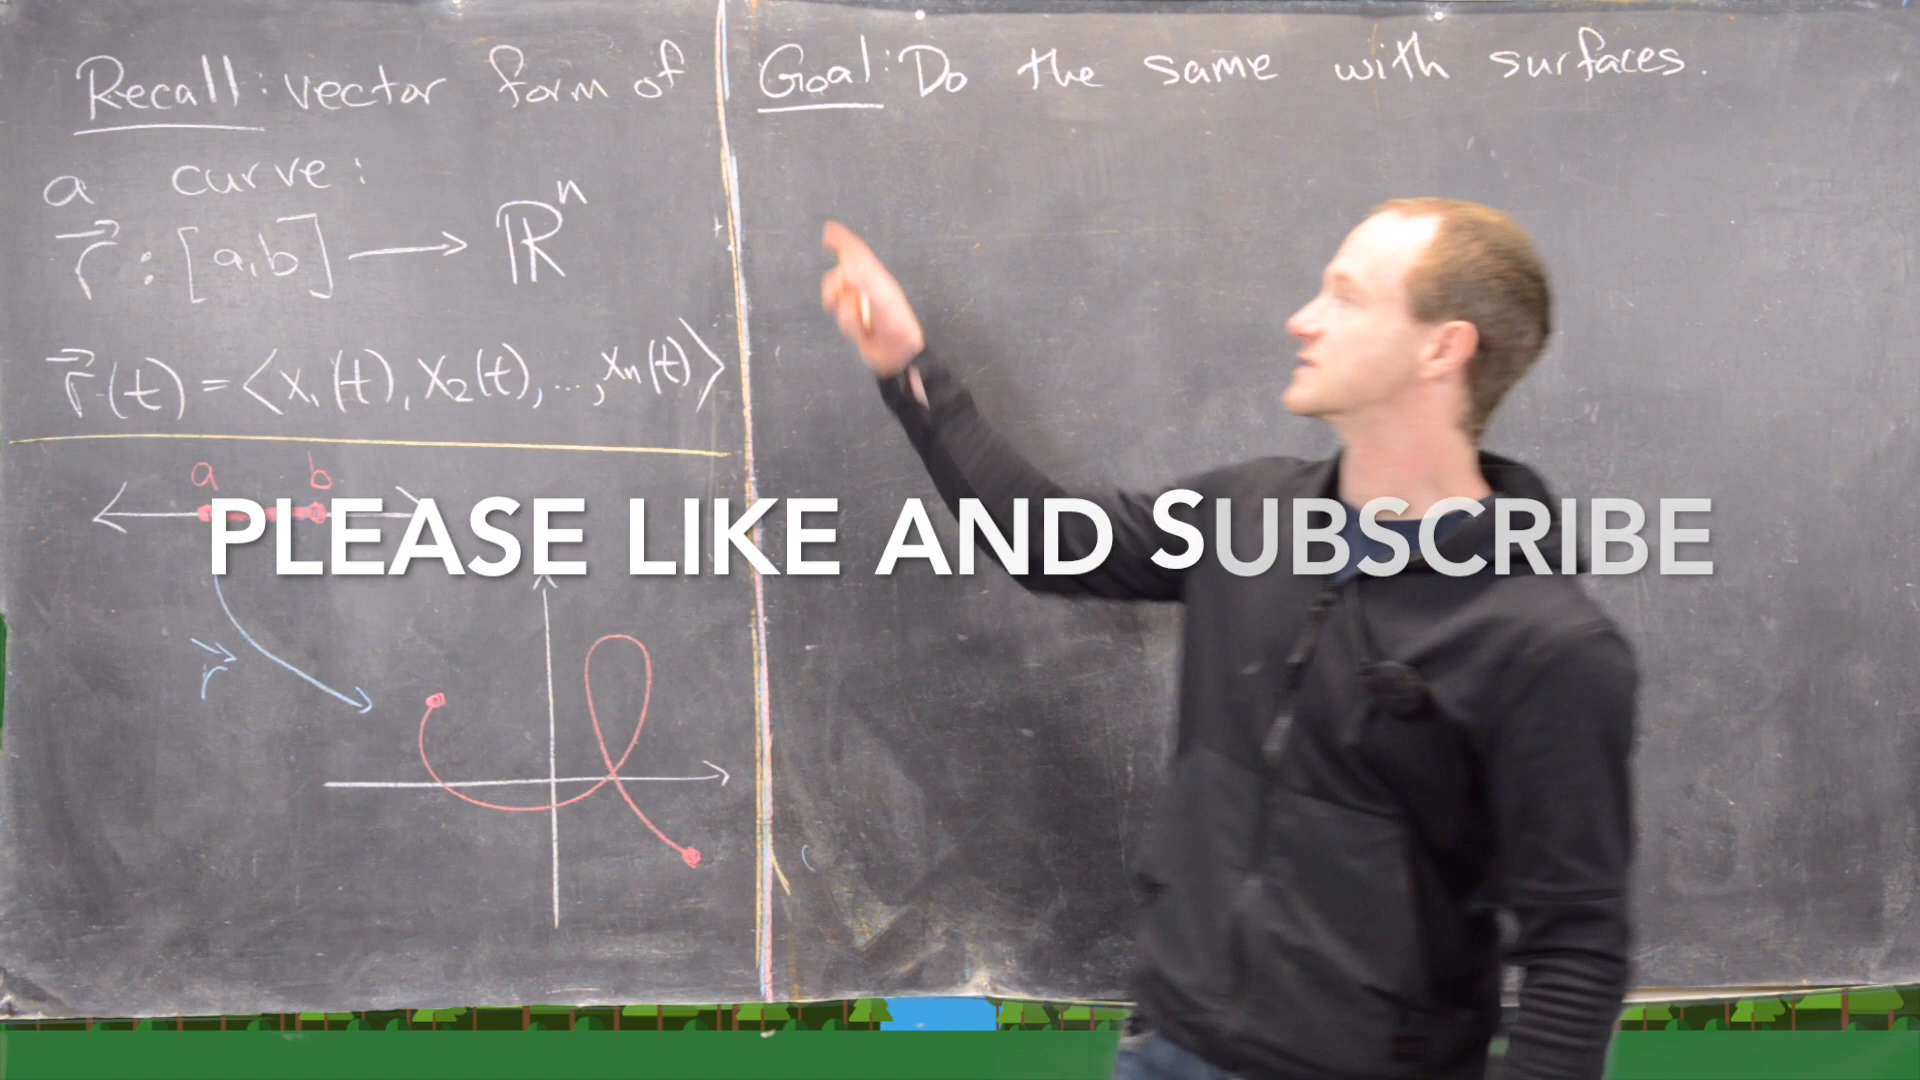 Recall: vector form of
a curve:
r⃗ : [a,b] ⟶ ℝⁿ
r⃗(t) = ⟨x₁(t), x₂(t), ..., xₙ(t)⟩
a b
r⃗
Goal: Do the same with surfaces.
PLEASE LIKE AND SUBSCRIBE